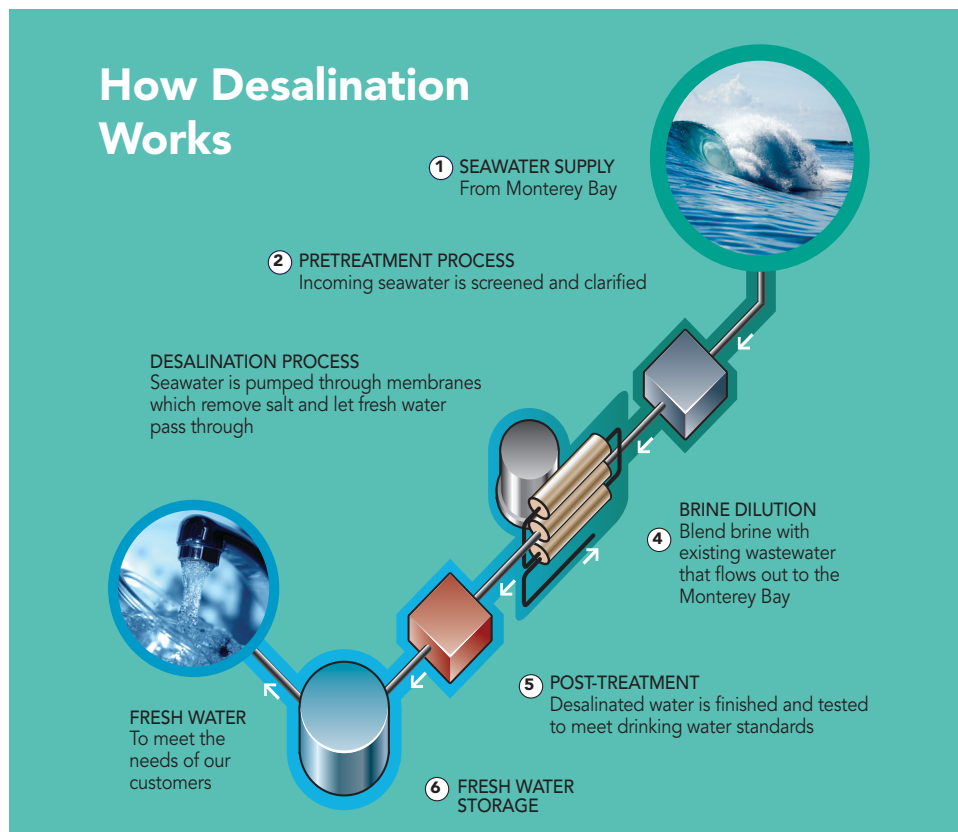 How Desalination
Works
1 SEAWATER SUPPLY
From Monterey Bay
2 PRETREATMENT PROCESS
Incoming seawater is screened and clarified
DESALINATION PROCESS
Seawater is pumped through membranes
which remove salt and let fresh water
pass through
4 BRINE DILUTION
Blend brine with
existing wastewater
that flows out to the
Monterey Bay
5 POST-TREATMENT
Desalinated water is finished and tested
to meet drinking water standards
6 FRESH WATER
STORAGE
FRESH WATER
To meet the
needs of our
customers